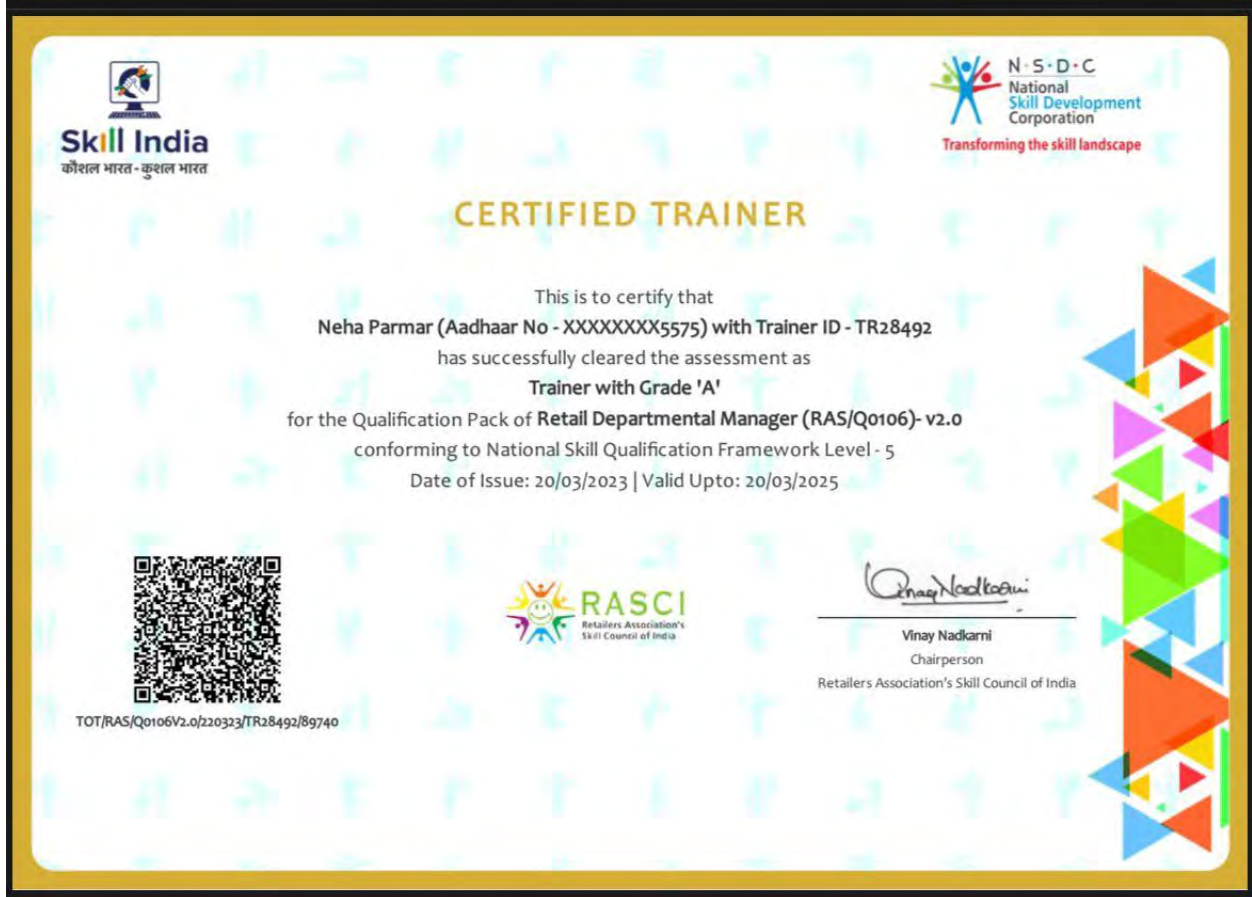 Skill India
कौशल भारत - कुशल भारत
N·S·D·C
National
Skill Development
Corporation
Transforming the skill landscape
CERTIFIED TRAINER
This is to certify that
Neha Parmar (Aadhaar No - XXXXXXXX5575) with Trainer ID - TR28492
has successfully cleared the assessment as
Trainer with Grade 'A'
for the Qualification Pack of Retail Departmental Manager (RAS/Q0106)- v2.0
conforming to National Skill Qualification Framework Level - 5
Date of Issue: 20/03/2023 | Valid Upto: 20/03/2025
TOT/RAS/Q0106V2.0/220323/TR28492/89740
RASCI
Retailers Association's
Skill Council of India
Vinay Nadkarni
Vinay Nadkarni
Chairperson
Retailers Association's Skill Council of India